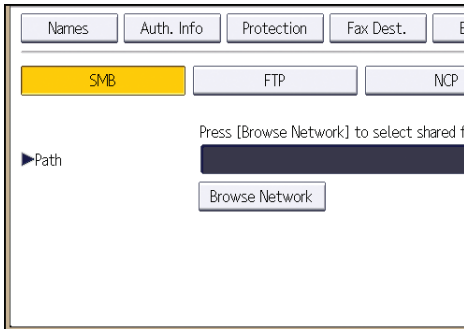 Names Auth. Info Protection Fax Dest. E
SMB FTP NCP
Press [Browse Network] to select shared f
▶Path
Browse Network